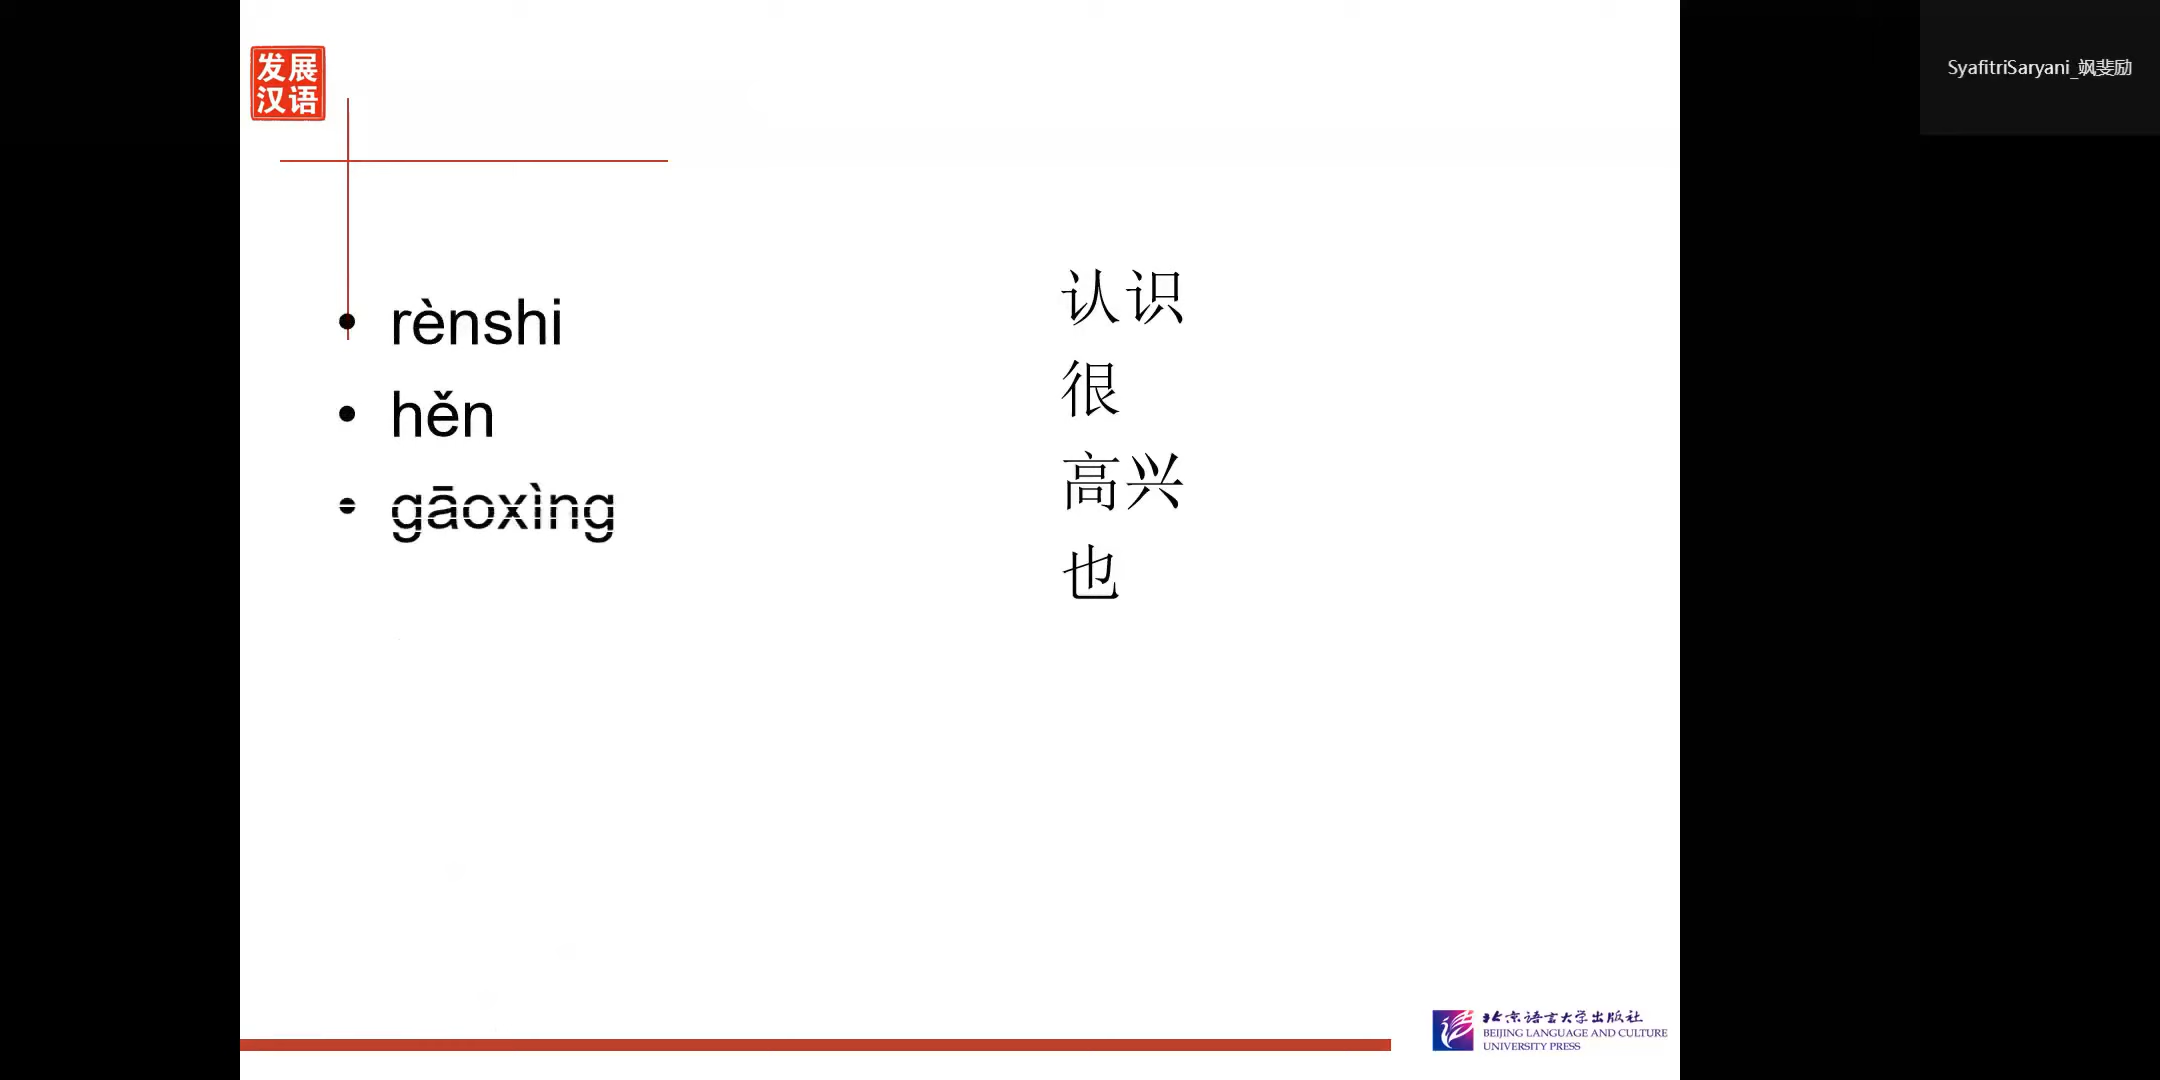 发展
汉语
SyafitriSaryani_飒斐励
rènshi
认识
hěn
很
gāoxìng
高兴
也
北京语言大学出版社
BEIJING LANGUAGE AND CULTURE
UNIVERSITY PRESS